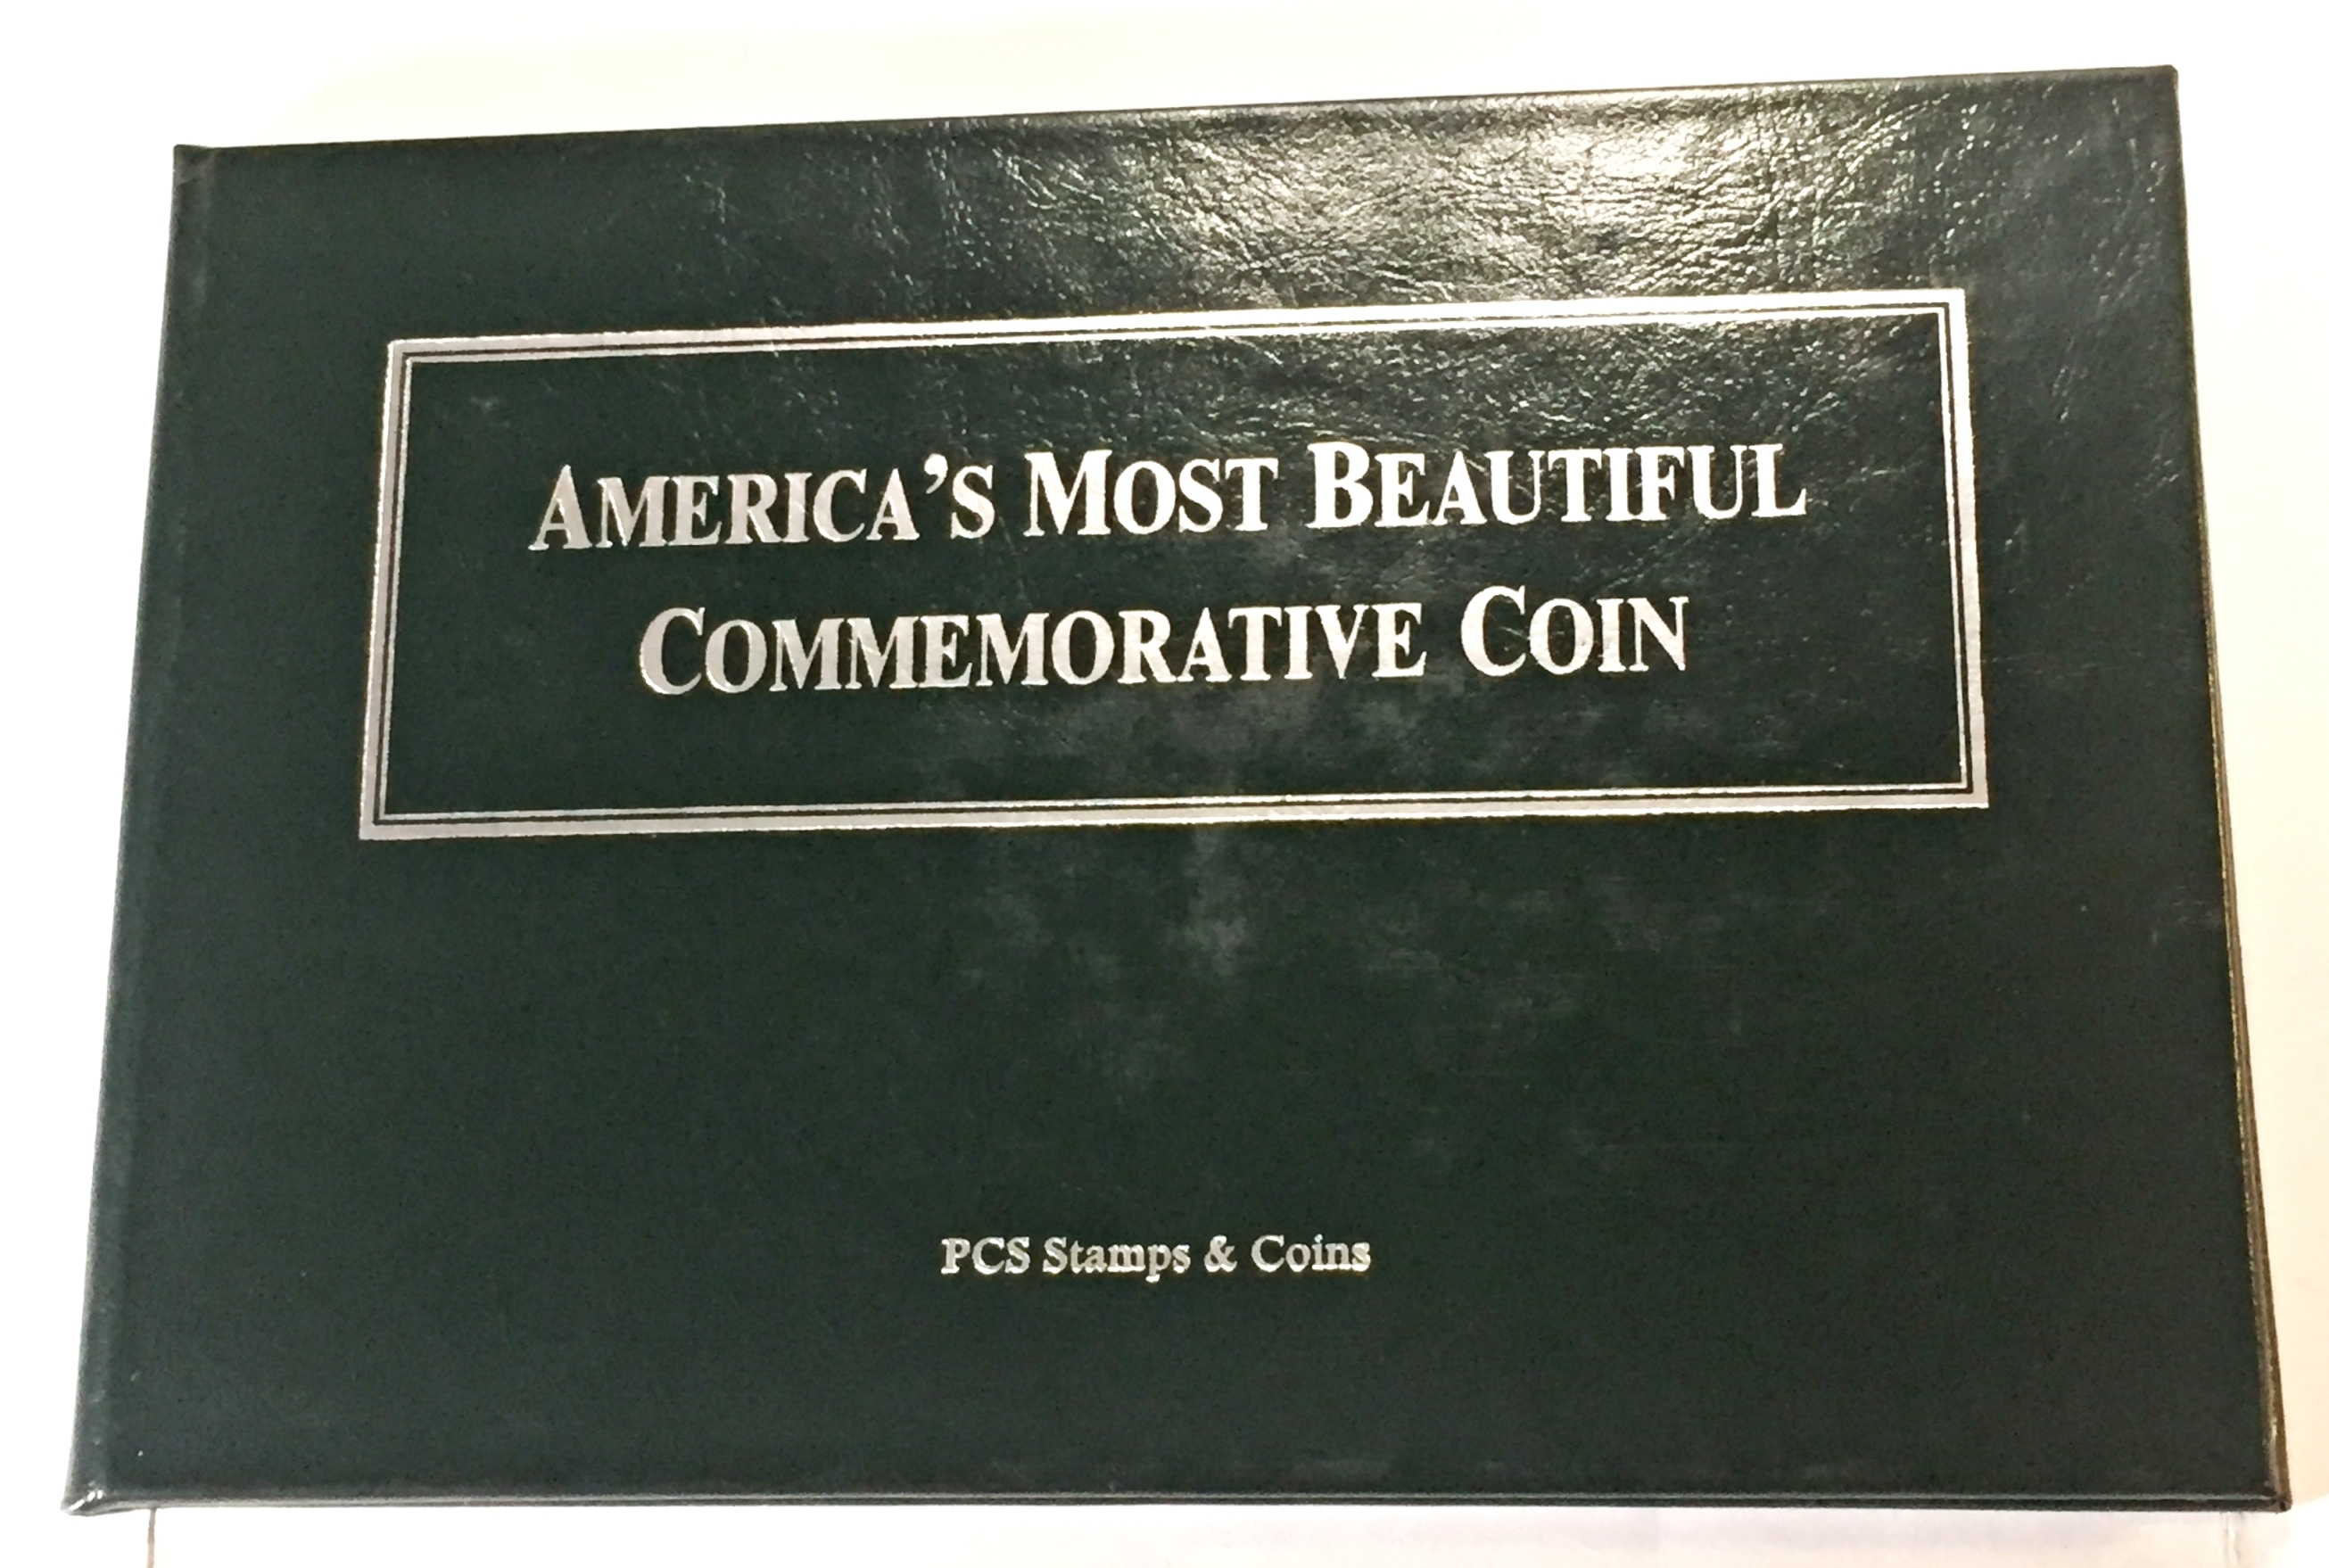 AMERICA'S MOST BEAUTIFUL
COMMEMORATIVE COIN
PCS Stamps & Coins